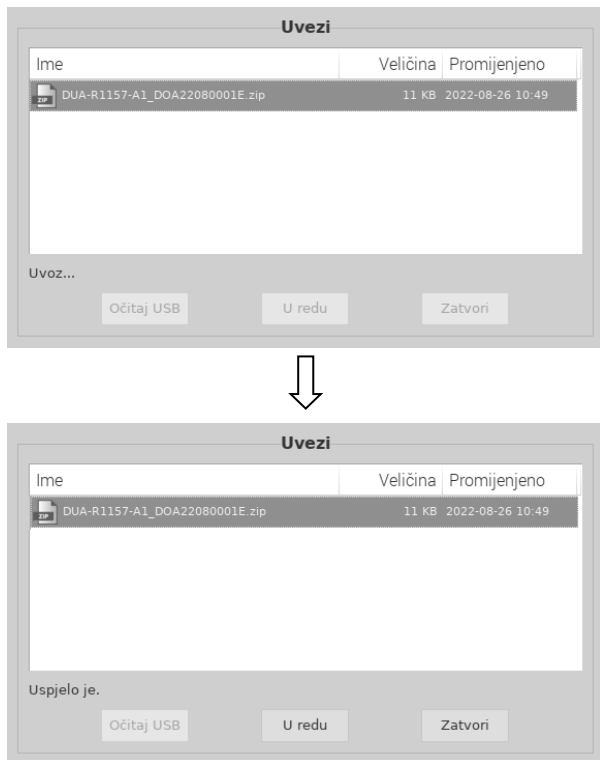 Uvezi
Ime Veličina Promijenjeno
ZIP DUA-R1157-A1_DOA22080001E.zip 11 KB 2022-08-26 10:49
Uvoz...
Očitaj USB U redu Zatvori
Uvezi
Ime Veličina Promijenjeno
ZIP DUA-R1157-A1_DOA22080001E.zip 11 KB 2022-08-26 10:49
Uspjelo je.
Očitaj USB U redu Zatvori